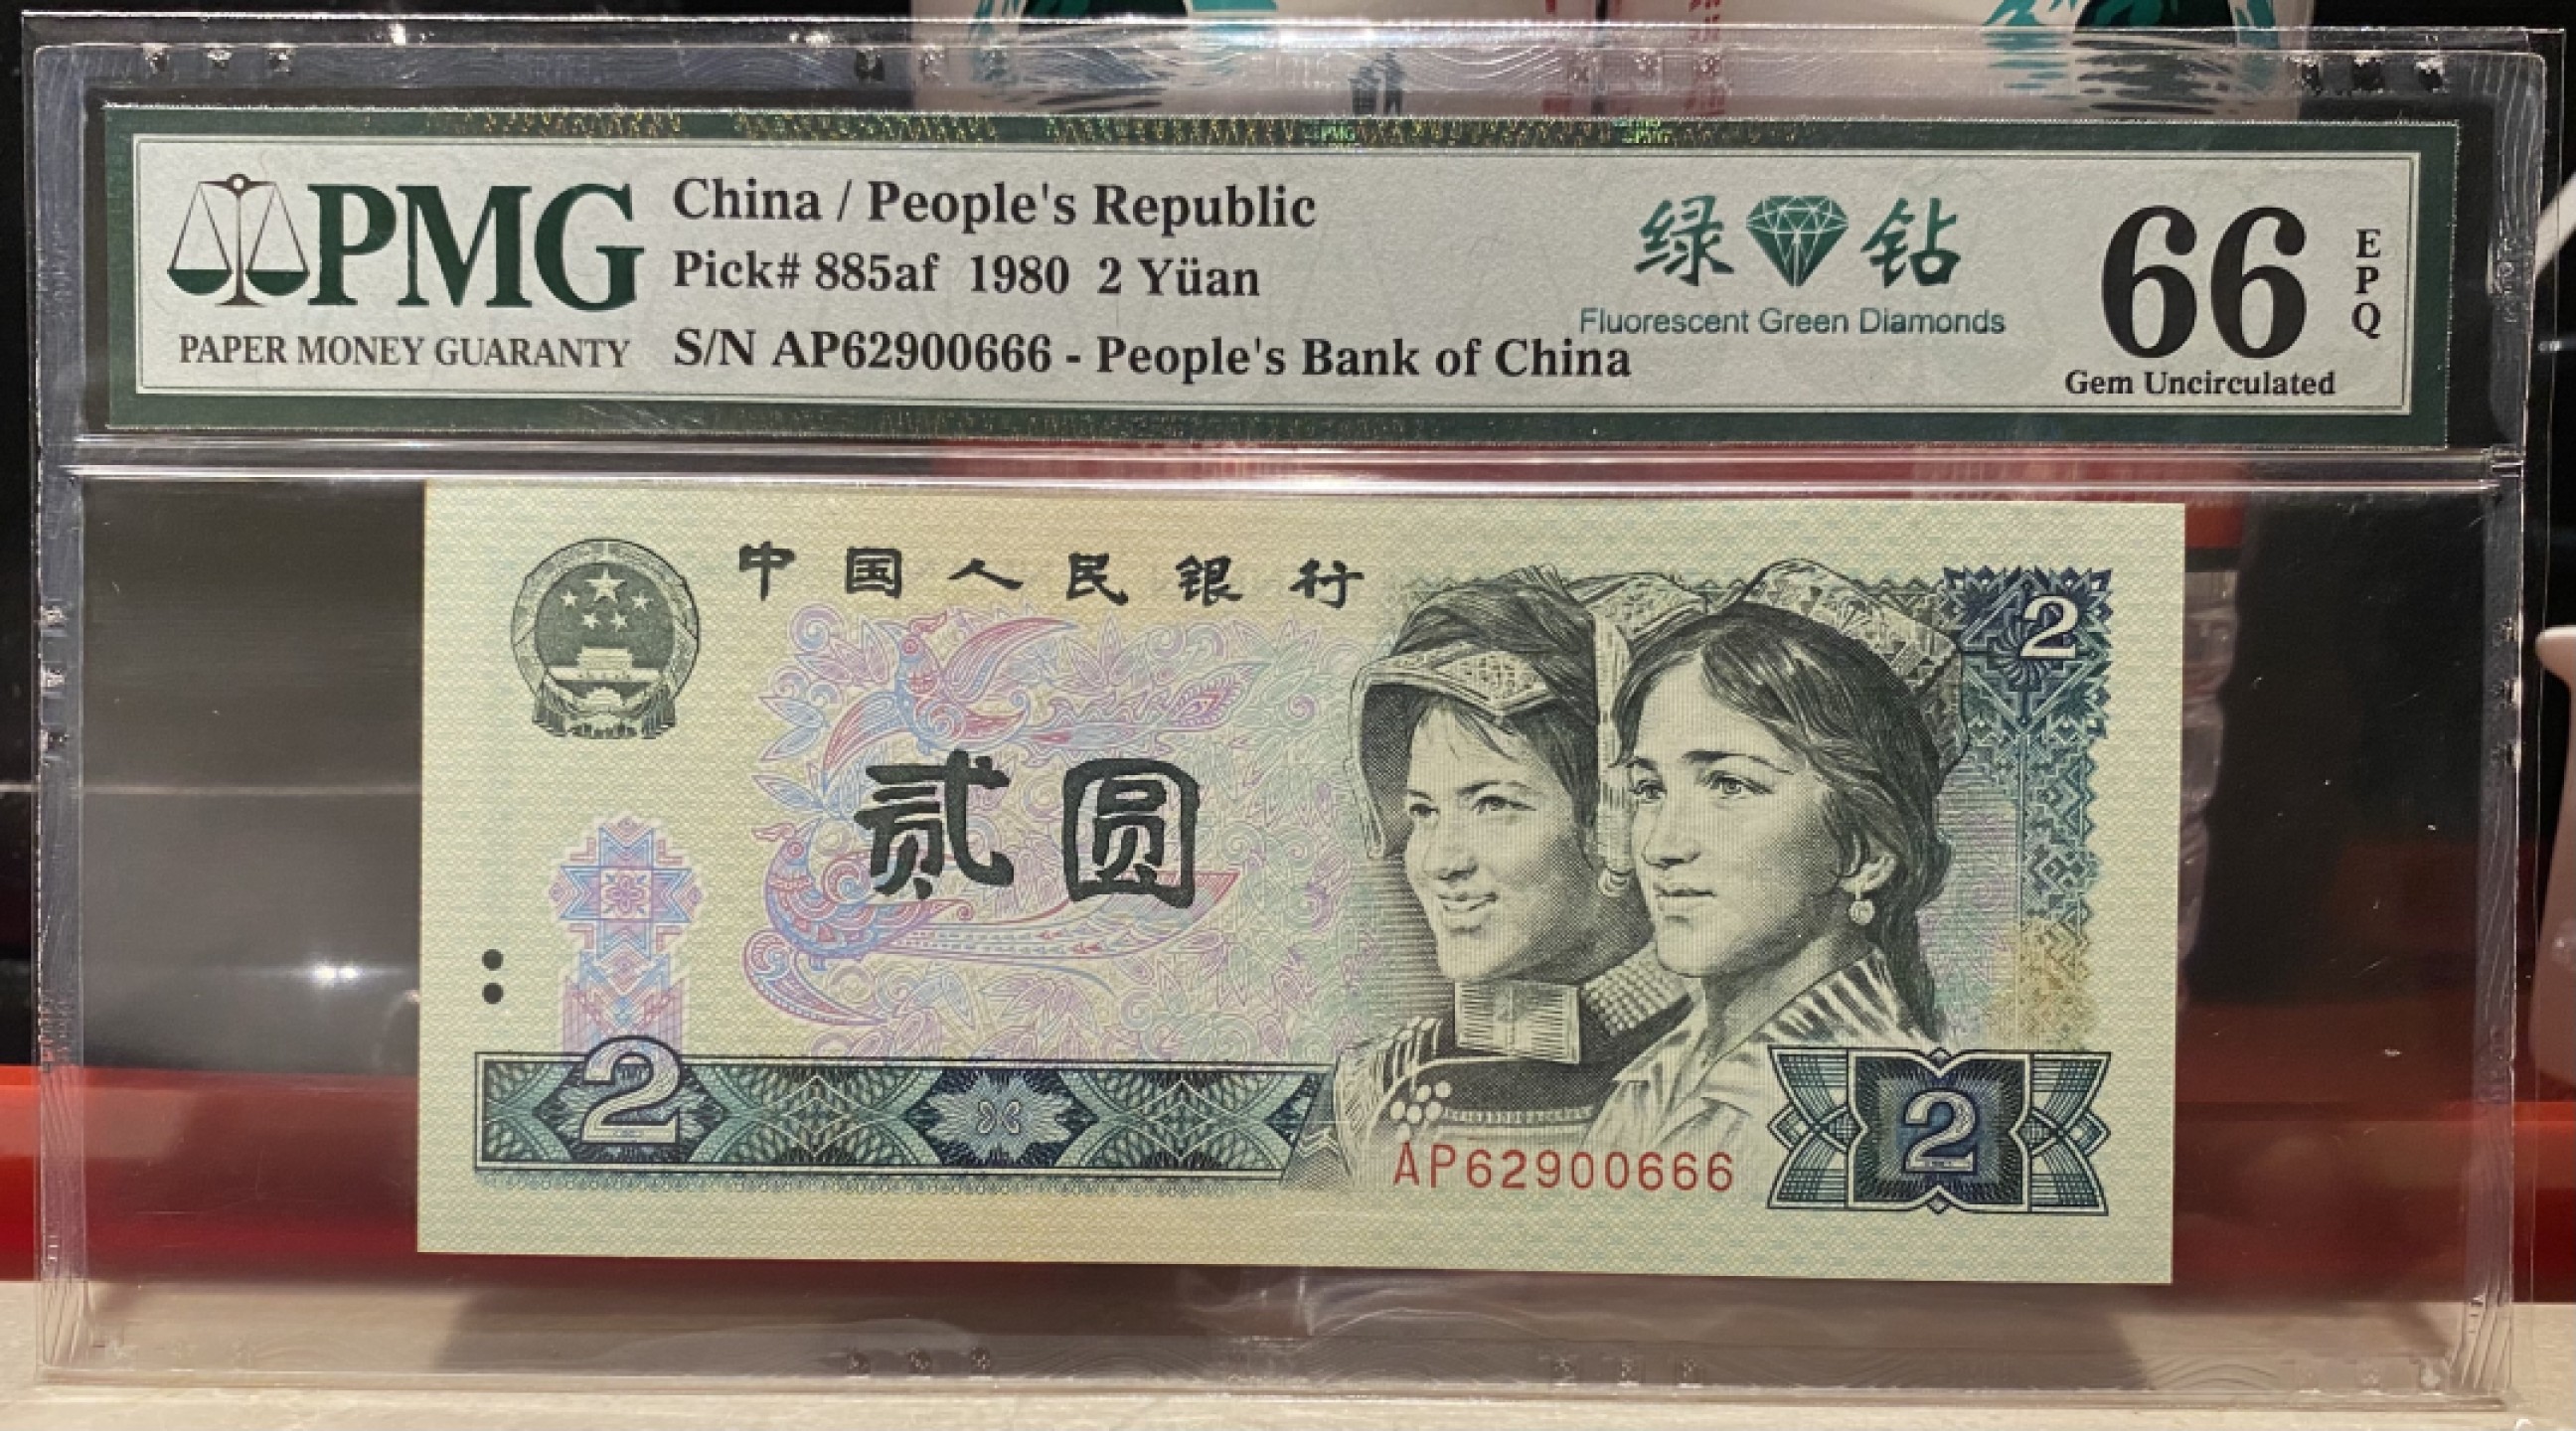 PMG
PAPER MONEY GUARANTY
China / People's Republic
Pick# 885af 1980 2 Yüan
S/N AP62900666 - People's Bank of China
绿 钻
Fluorescent Green Diamonds
66
EPQ
Gem Uncirculated
中国人民银行
2
贰圆
2
2
AP62900666